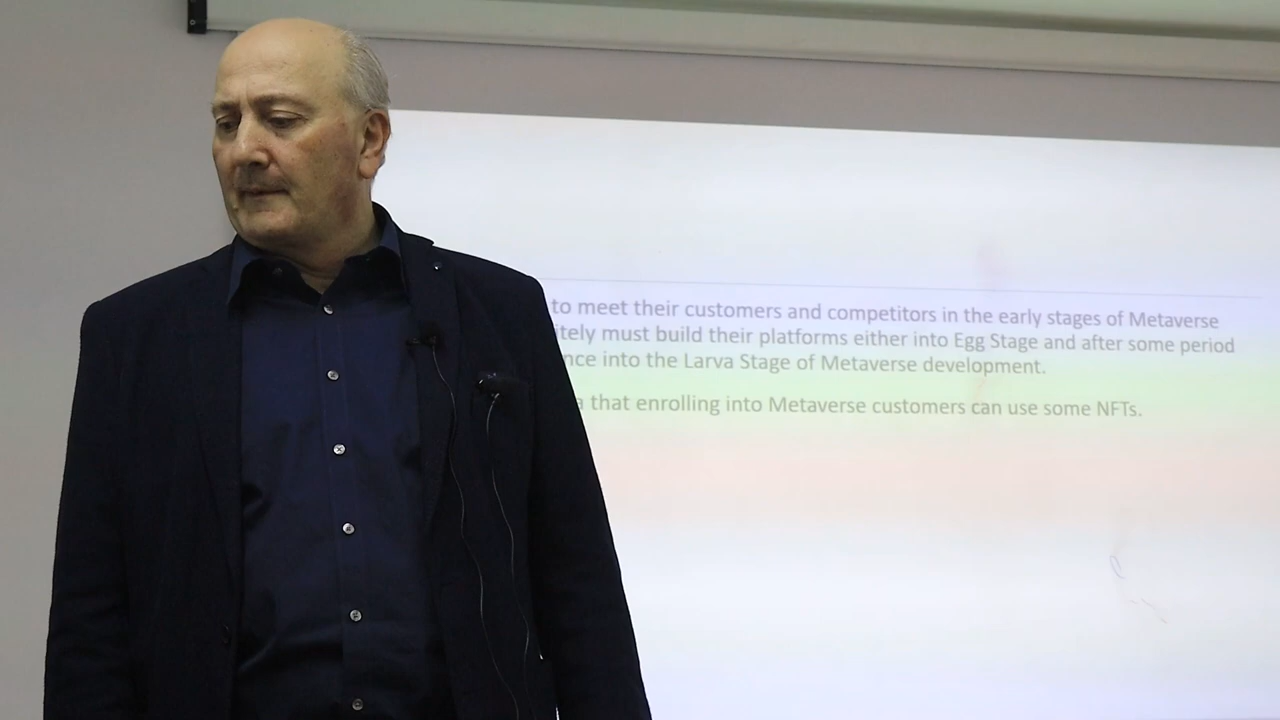 to meet their customers and competitors in the early stages of Metaverse
itely must build their platforms either into Egg Stage and after some period
nce into the Larva Stage of Metaverse development.
a that enrolling into Metaverse customers can use some NFTs.